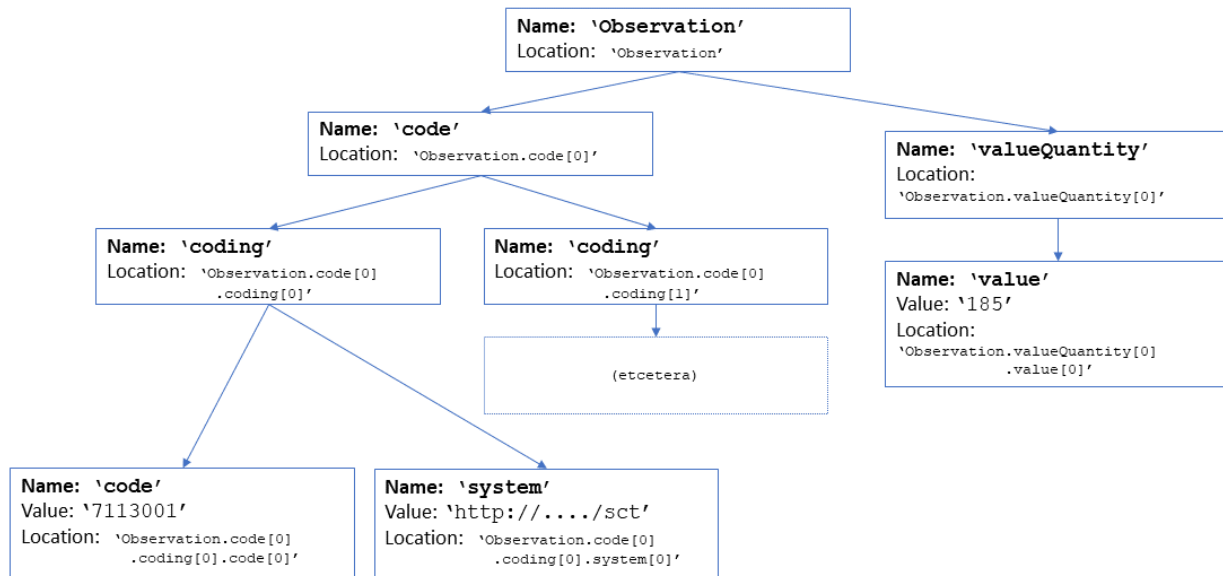 Name: ‘Observation’
Location: ‘Observation’
Name: ‘code’
Location: ‘Observation.code[0]’
Name: ‘valueQuantity’
Location:
‘Observation.valueQuantity[0]’
Name: ‘coding’
Location: ‘Observation.code[0]
.coding[0]’
Name: ‘coding’
Location: ‘Observation.code[0]
.coding[1]’
Name: ‘value’
Value: ‘185’
Location:
‘Observation.valueQuantity[0]
.value[0]’
(etcetera)
Name: ‘code’
Value: ‘7113001’
Location: ‘Observation.code[0]
.coding[0].code[0]’
Name: ‘system’
Value: ‘http://..../sct’
Location: ‘Observation.code[0]
.coding[0].system[0]’